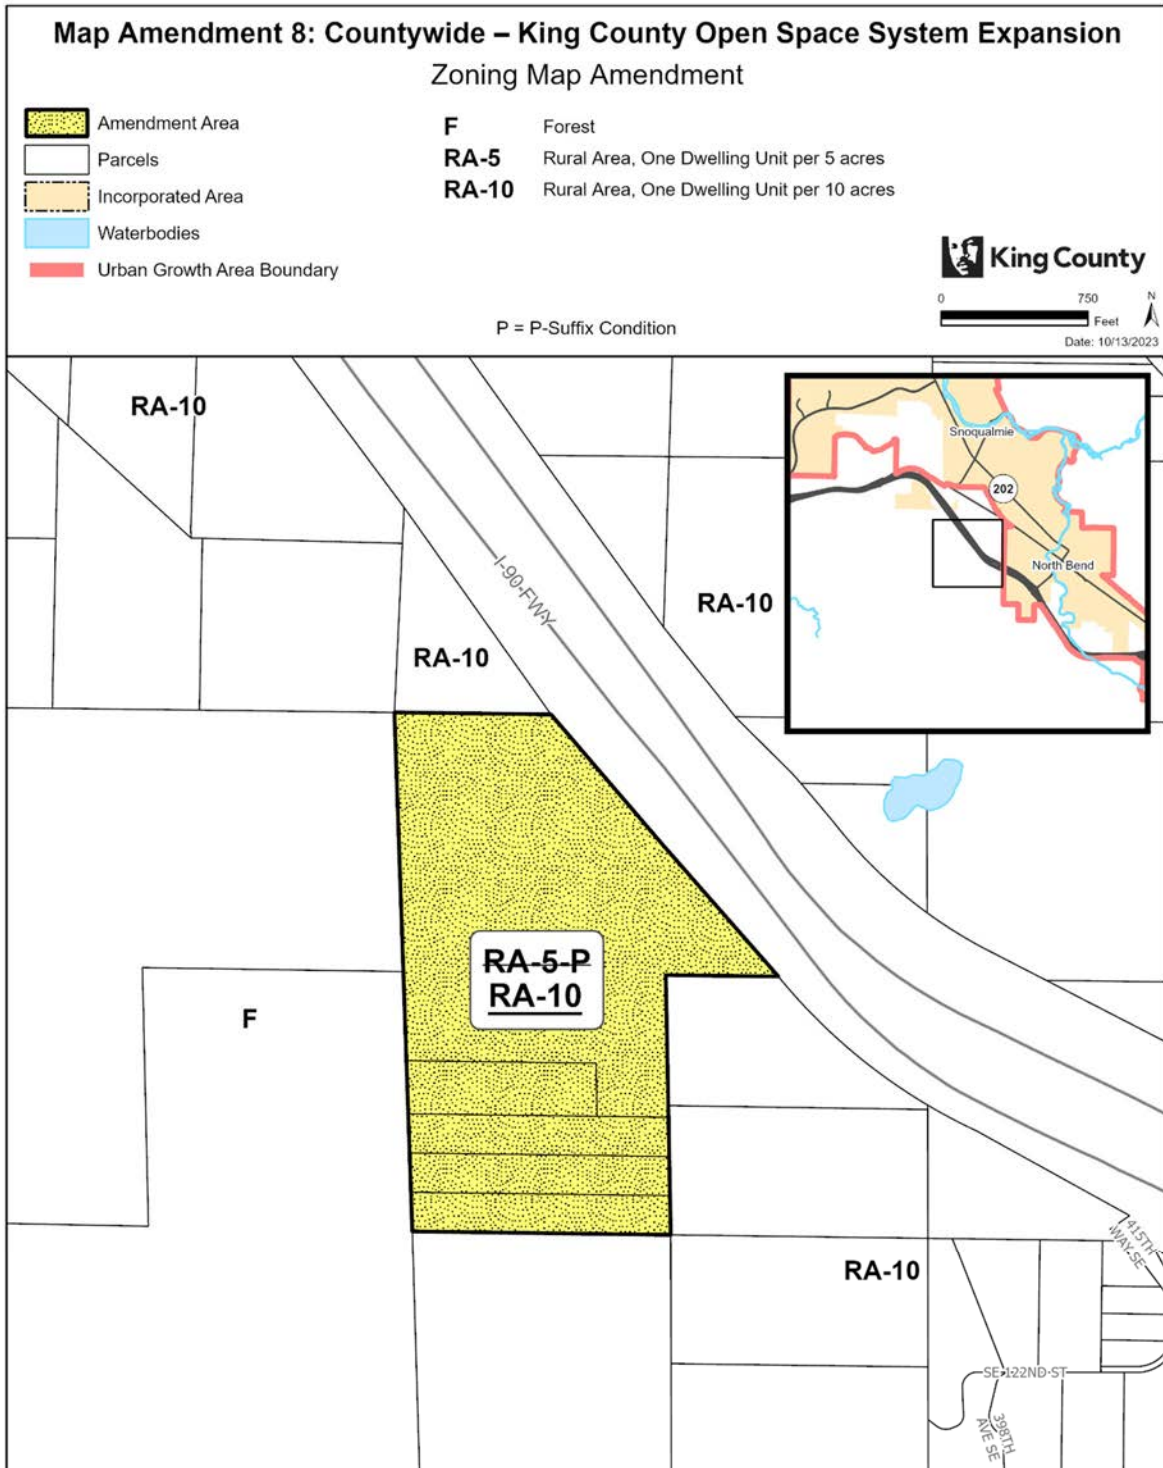 Map Amendment 8: Countywide – King County Open Space System Expansion
Zoning Map Amendment
Amendment Area
Parcels
Incorporated Area
Waterbodies
Urban Growth Area Boundary
F Forest
RA-5 Rural Area, One Dwelling Unit per 5 acres
RA-10 Rural Area, One Dwelling Unit per 10 acres
P = P-Suffix Condition
King County
0 750
Feet
N
Date: 10/13/2023
RA-10
Snoqualmie
202
North Bend
I-90-FWY
RA-10
RA-10
RA-5-P
RA-10
F
RA-10
415TH
WAY-SE
SE-122ND-ST
398TH
AVE SE